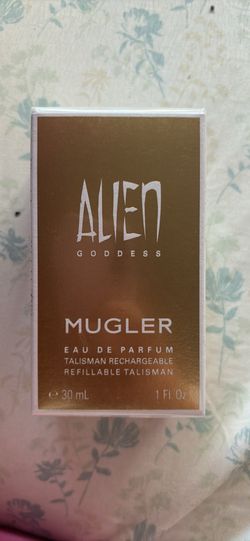 ALIEN
GODDESS
MUGLER
EAU DE PARFUM
TALISMAN RECHARGEABLE
REFILLABLE TALISMAN
℮ 30 mL 1 Fl. Oz.